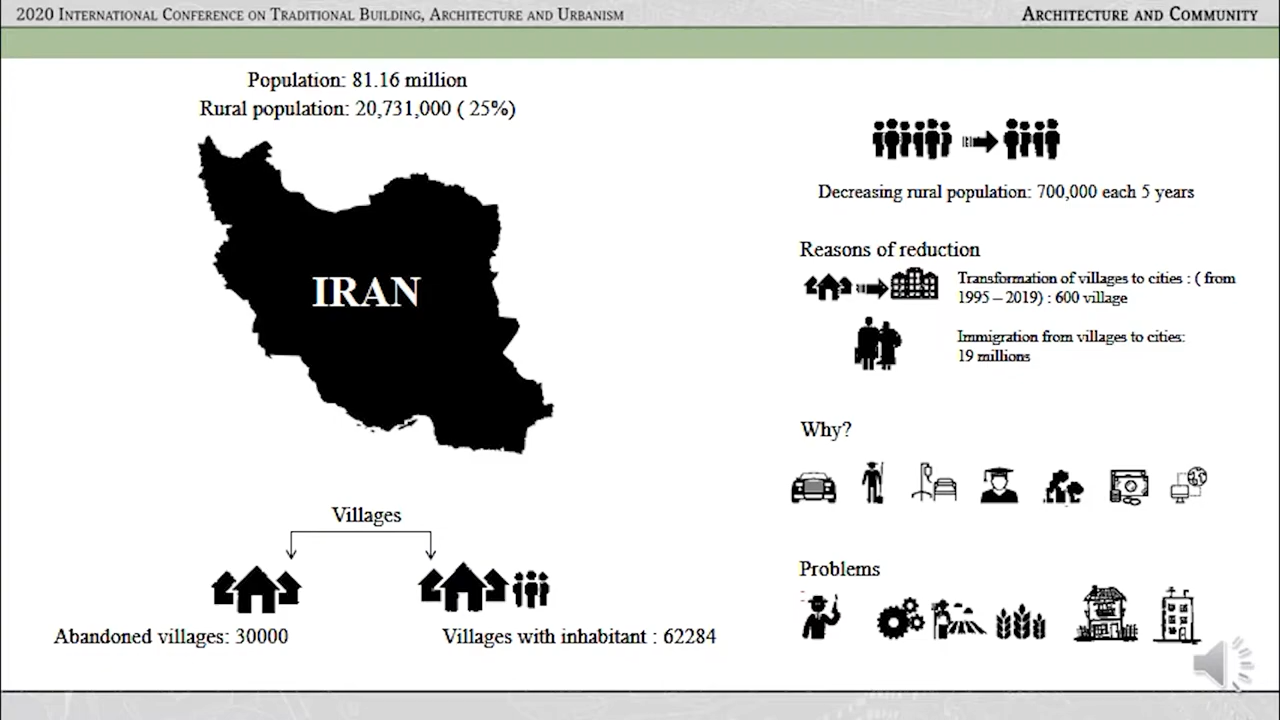 2020 International Conference on Traditional Building, Architecture and Urbanism
Architecture and Community
Population: 81.16 million
Rural population: 20,731,000 ( 25%)
IRAN
Villages
Abandoned villages: 30000
Villages with inhabitant : 62284
Decreasing rural population: 700,000 each 5 years
Reasons of reduction
Transformation of villages to cities : ( from
1995 – 2019) : 600 village
Immigration from villages to cities:
19 millions
Why?
Problems